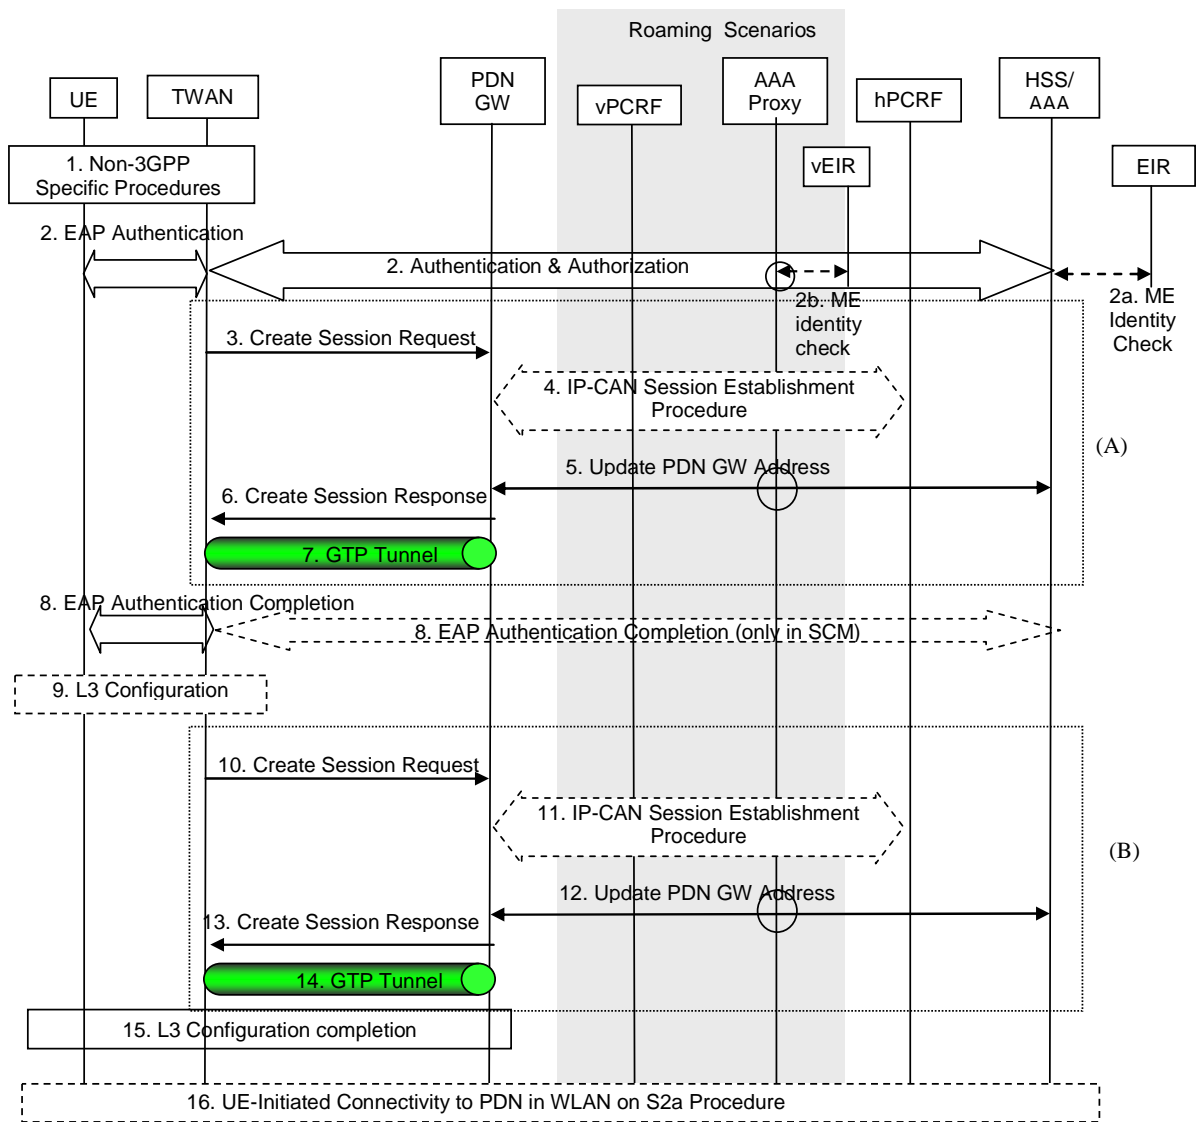 Roaming Scenarios
UE
TWAN
PDN
GW
vPCRF
AAA
Proxy
hPCRF
HSS/
AAA
vEIR
EIR
1. Non-3GPP
Specific Procedures
2. EAP Authentication
2. Authentication & Authorization
2b. ME
identity
check
2a. ME
Identity
Check
3. Create Session Request
4. IP-CAN Session Establishment
Procedure
(A)
5. Update PDN GW Address
6. Create Session Response
7. GTP Tunnel
8. EAP Authentication Completion
8. EAP Authentication Completion (only in SCM)
9. L3 Configuration
10. Create Session Request
11. IP-CAN Session Establishment
Procedure
(B)
12. Update PDN GW Address
13. Create Session Response
14. GTP Tunnel
15. L3 Configuration completion
16. UE-Initiated Connectivity to PDN in WLAN on S2a Procedure